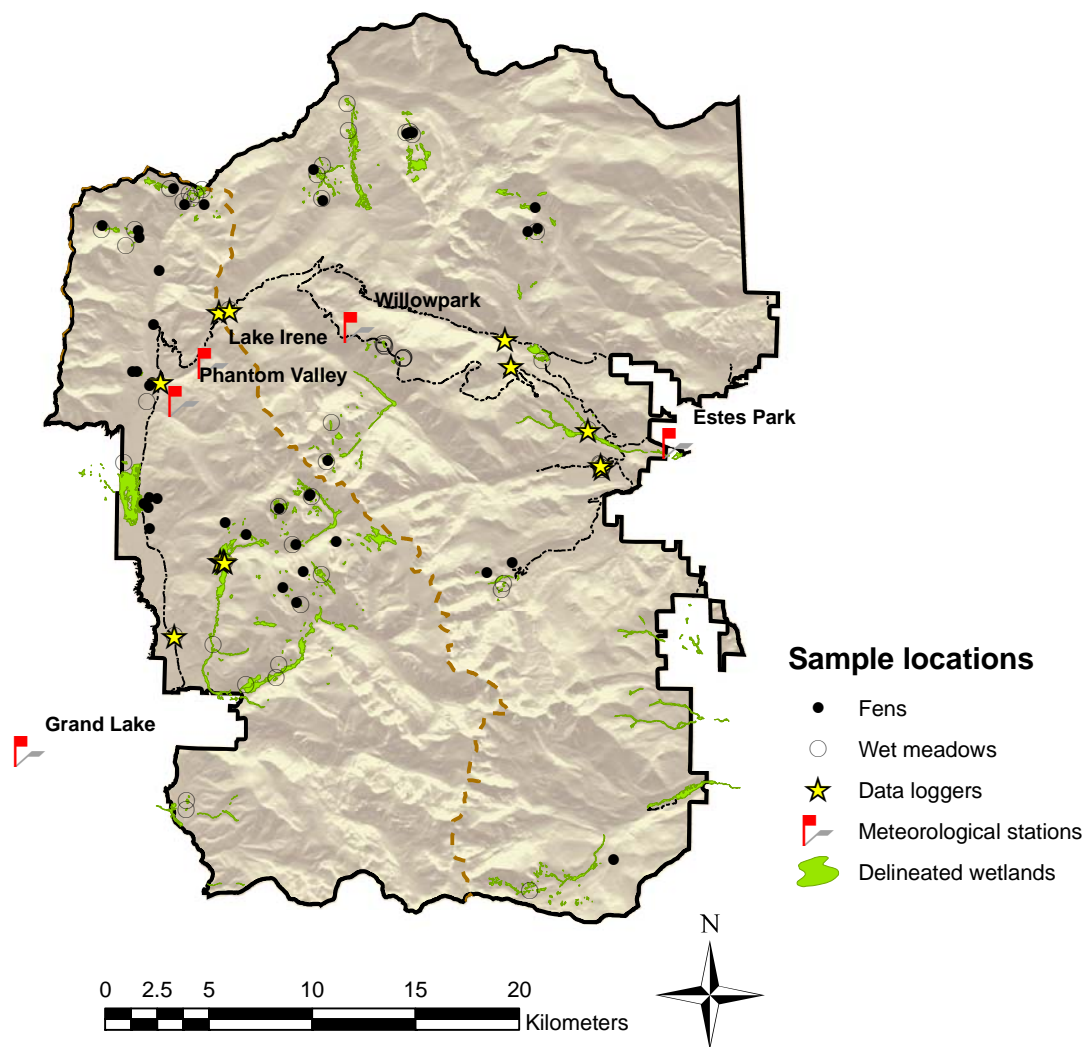 Willowpark
Lake Irene
Phantom Valley
Estes Park
Grand Lake
Sample locations
Fens
Wet meadows
Data loggers
Meteorological stations
Delineated wetlands
N
0 2.5 5 10 15 20
Kilometers